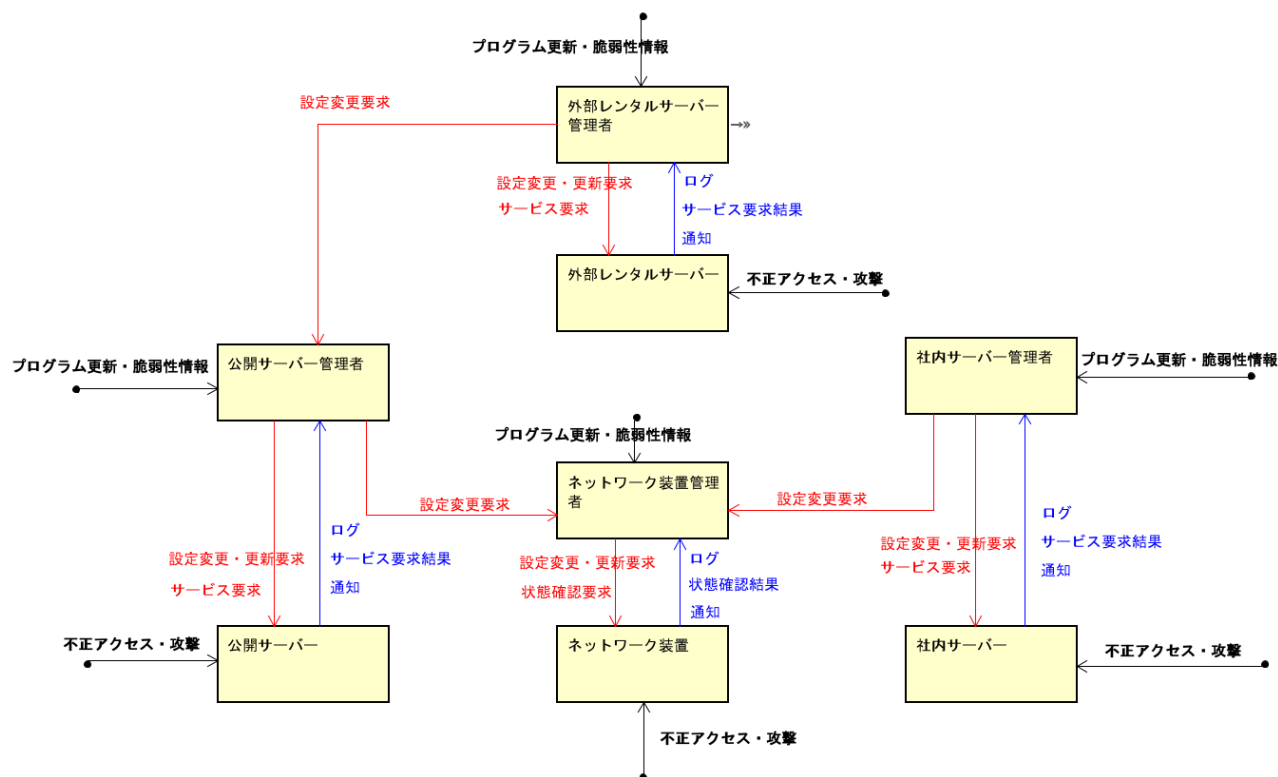 プログラム更新・脆弱性情報
設定変更要求
外部レンタルサーバー
管理者
設定変更・更新要求
サービス要求
ログ
サービス要求結果
通知
外部レンタルサーバー
不正アクセス・攻撃
公開サーバー管理者
プログラム更新・脆弱性情報
社内サーバー管理者
プログラム更新・脆弱性情報
プログラム更新・脆弱性情報
ネットワーク装置管理
者
設定変更要求
設定変更要求
設定変更・更新要求
サービス要求
ログ
サービス要求結果
通知
設定変更・更新要求
状態確認要求
ログ
状態確認結果
通知
設定変更・更新要求
サービス要求
ログ
サービス要求結果
通知
不正アクセス・攻撃
公開サーバー
ネットワーク装置
社内サーバー
不正アクセス・攻撃
不正アクセス・攻撃